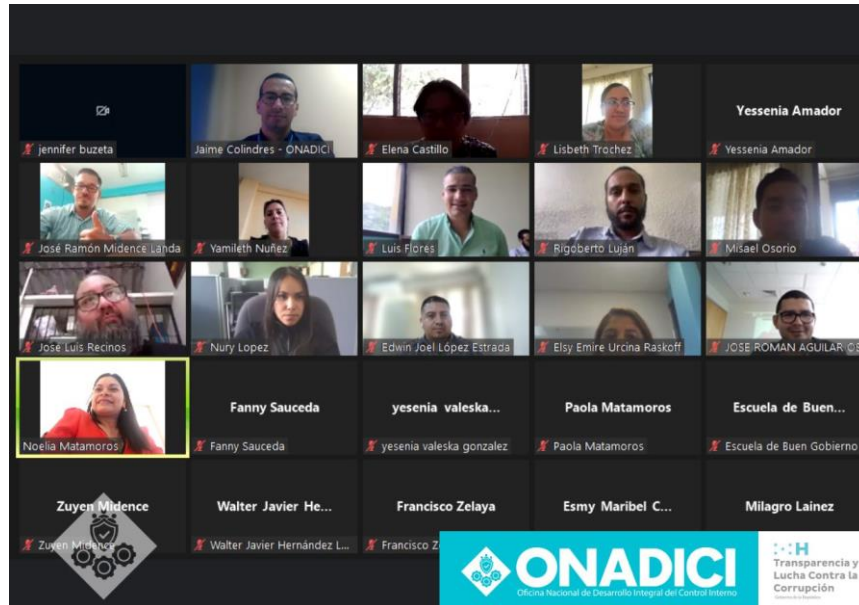 jennifer buzeta
Jaime Colindres - ONADICI
Elena Castillo
Lisbeth Trochez
Yessenia Amador
Yessenia Amador
José Ramón Midence Landa
Yamileth Nuñez
Luis Flores
Rigoberto Luján
Misael Osorio
José Luis Recinos
Nury Lopez
Edwin Joel López Estrada
Elsy Emire Urcina Raskoff
JOSE ROMAN AGUILAR OS
Noelia Matamoros
Fanny Sauceda
Fanny Sauceda
yesenia valeska...
yesenia valeska gonzalez
Paola Matamoros
Paola Matamoros
Escuela de Buen...
Escuela de Buen Gobierno
Zuyen Midence
Zuyen Midence
Walter Javier He...
Walter Javier Hernández L...
Francisco Zelaya
Francisco Z
Esmy Maribel C...
Milagro Lainez
ONADICI
Oficina Nacional de Desarrollo Integral del Control Interno
H
Transparencia y
Lucha Contra la
Corrupción